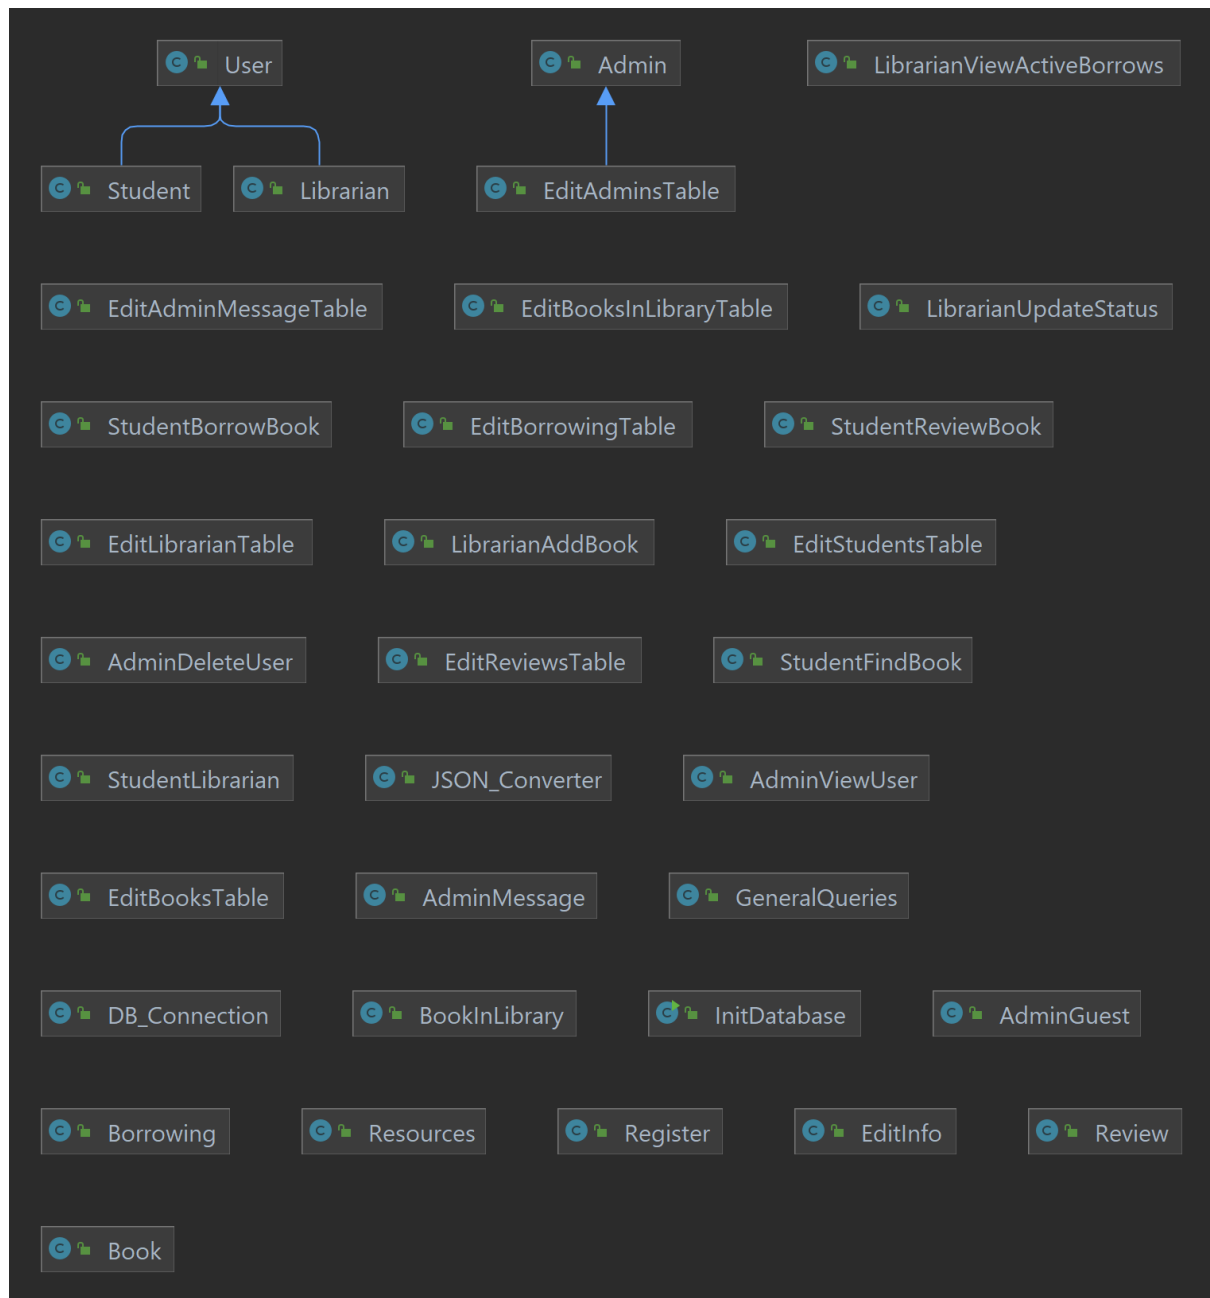 User Admin LibrarianViewActiveBorrows
Student Librarian EditAdminsTable
EditAdminMessageTable EditBooksInLibraryTable LibrarianUpdateStatus
StudentBorrowBook EditBorrowingTable StudentReviewBook
EditLibrarianTable LibrarianAddBook EditStudentsTable
AdminDeleteUser EditReviewsTable StudentFindBook
StudentLibrarian JSON_Converter AdminViewUser
EditBooksTable AdminMessage GeneralQueries
DB_Connection BookInLibrary InitDatabase AdminGuest
Borrowing Resources Register EditInfo Review
Book